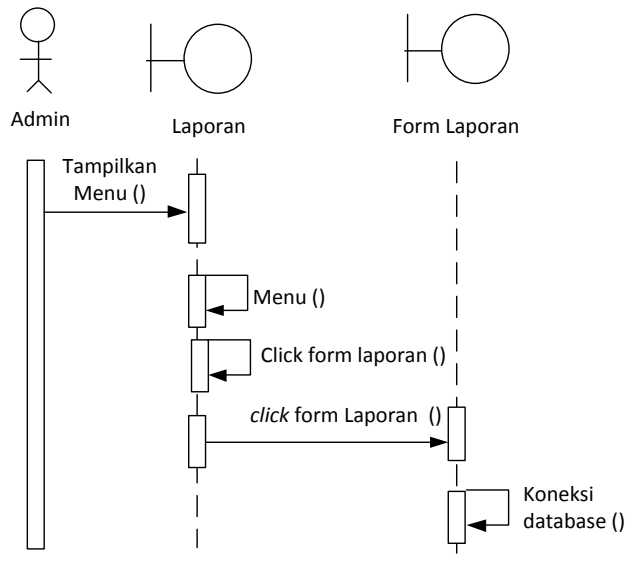 Admin
Laporan
Form Laporan
Tampilkan
Menu ()
Menu ()
Click form laporan ()
click form Laporan ()
Koneksi
database ()